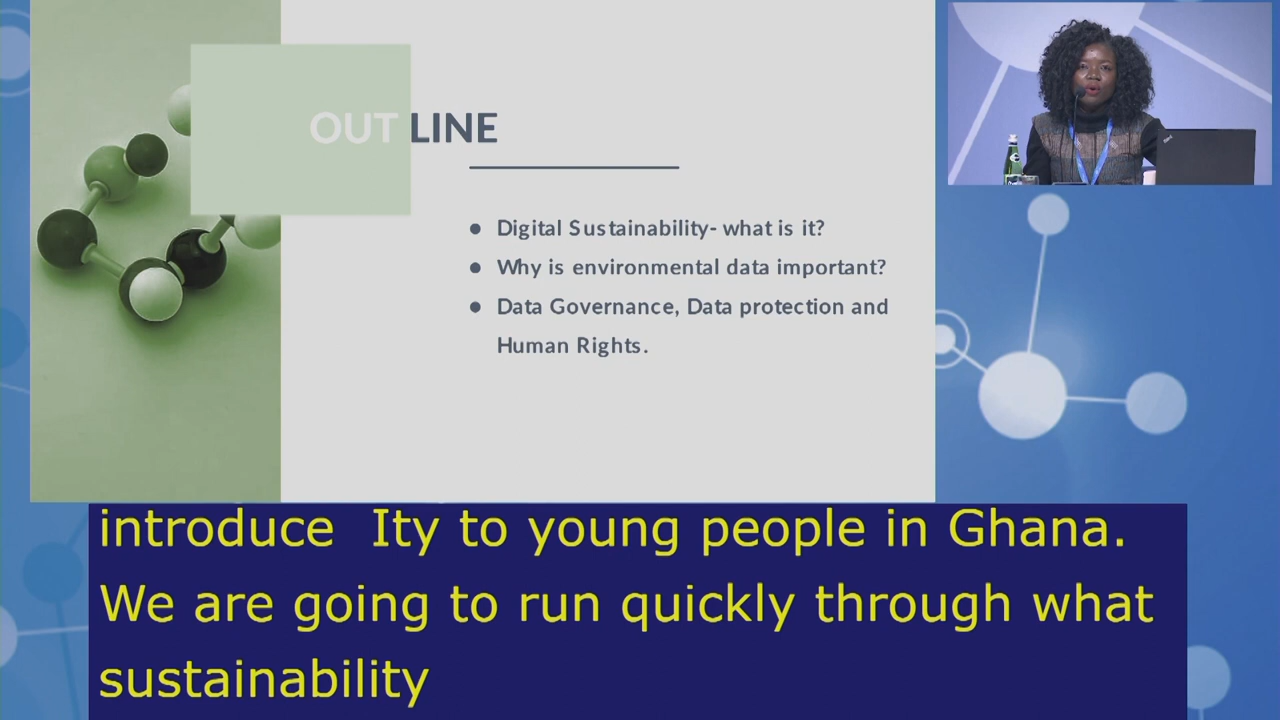 OUT LINE
● Digital Sustainability- what is it?
● Why is environmental data important?
● Data Governance, Data protection and
Human Rights.
introduce  Ity to young people in Ghana.
We are going to run quickly through what
sustainability